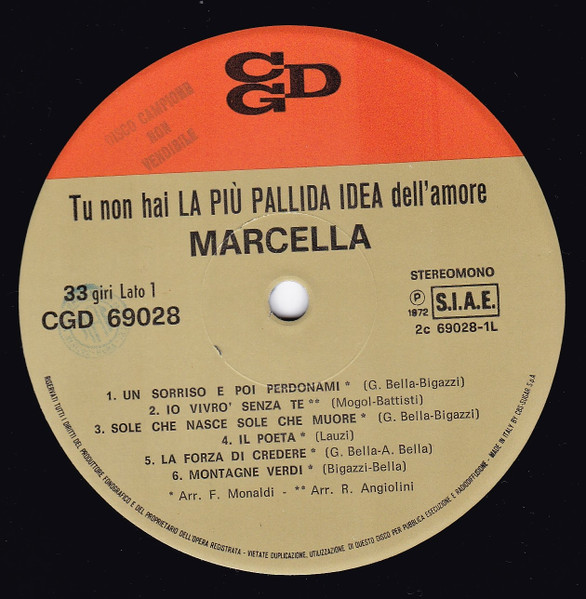 CGD
DISCO CAMPIONE
NON
VENDIBILE
Tu non hai LA PIÙ PALLIDA IDEA dell'amore
MARCELLA
33 giri Lato 1
CGD 69028
STEREOMONO
P 1972 S.I.A.E.
2c 69028-1L
1. UN SORRISO E POI PERDONAMI * (G. Bella-Bigazzi)
2. IO VIVRO' SENZA TE ** (Mogol-Battisti)
3. SOLE CHE NASCE SOLE CHE MUORE * (G. Bella-Bigazzi)
4. IL POETA * (Lauzi)
5. LA FORZA DI CREDERE * (G. Bella-A. Bella)
6. MONTAGNE VERDI * (Bigazzi-Bella)
* Arr. F. Monaldi - ** Arr. R. Angiolini
RISERVATI TUTTI I DIRITTI DEL PRODUTTORE FONOGRAFICO E DEL PROPRIETARIO DELL'OPERA REGISTRATA - VIETATE DUPLICAZIONE, UTILIZZAZIONE DI QUESTO DISCO PER PUBBLICA ESECUZIONE E RADIODIFFUSIONE. - MADE IN ITALY BY CBS-SUGAR S.p.A